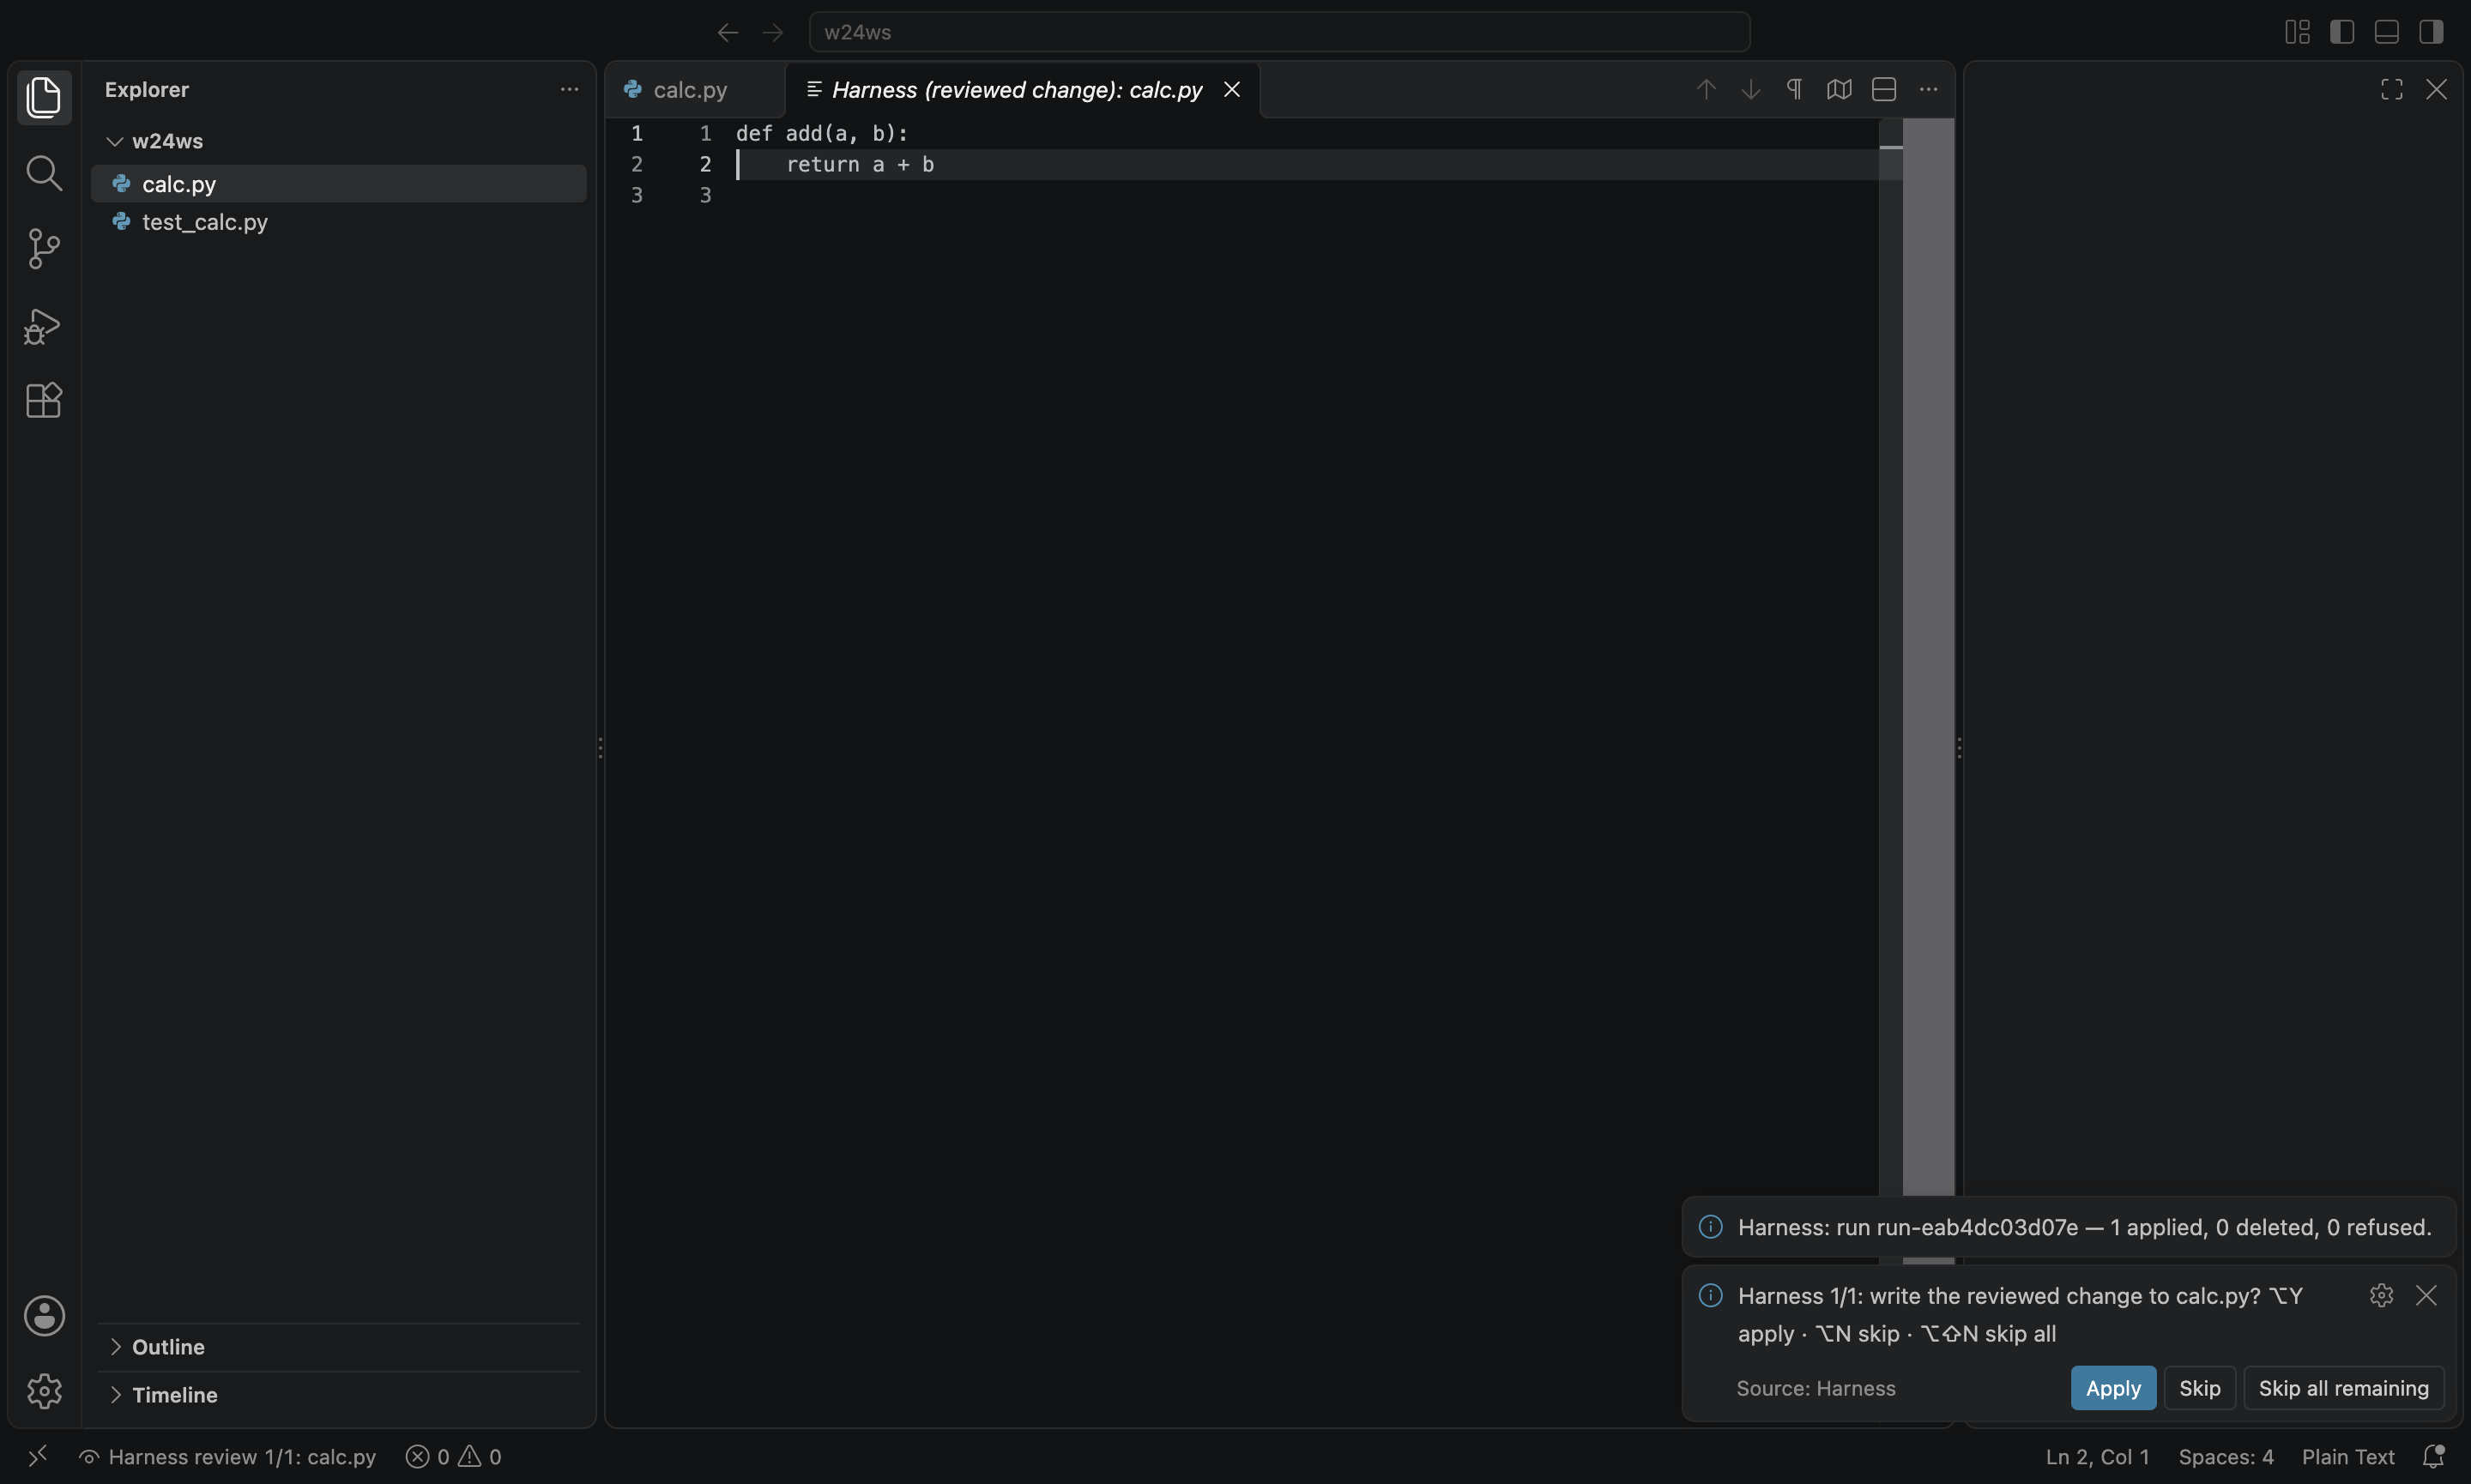 w24ws
Explorer
w24ws
calc.py
test_calc.py
Outline
Timeline
calc.py
Harness (reviewed change): calc.py
1 1 def add(a, b):
2 2     return a + b
3 3
Harness: run run-eab4dc03d07e — 1 applied, 0 deleted, 0 refused.
Harness 1/1: write the reviewed change to calc.py? ⌥Y
apply · ⌥N skip · ⌥⇧N skip all
Source: Harness
Apply
Skip
Skip all remaining
Harness review 1/1: calc.py 0 0
Ln 2, Col 1 Spaces: 4 Plain Text